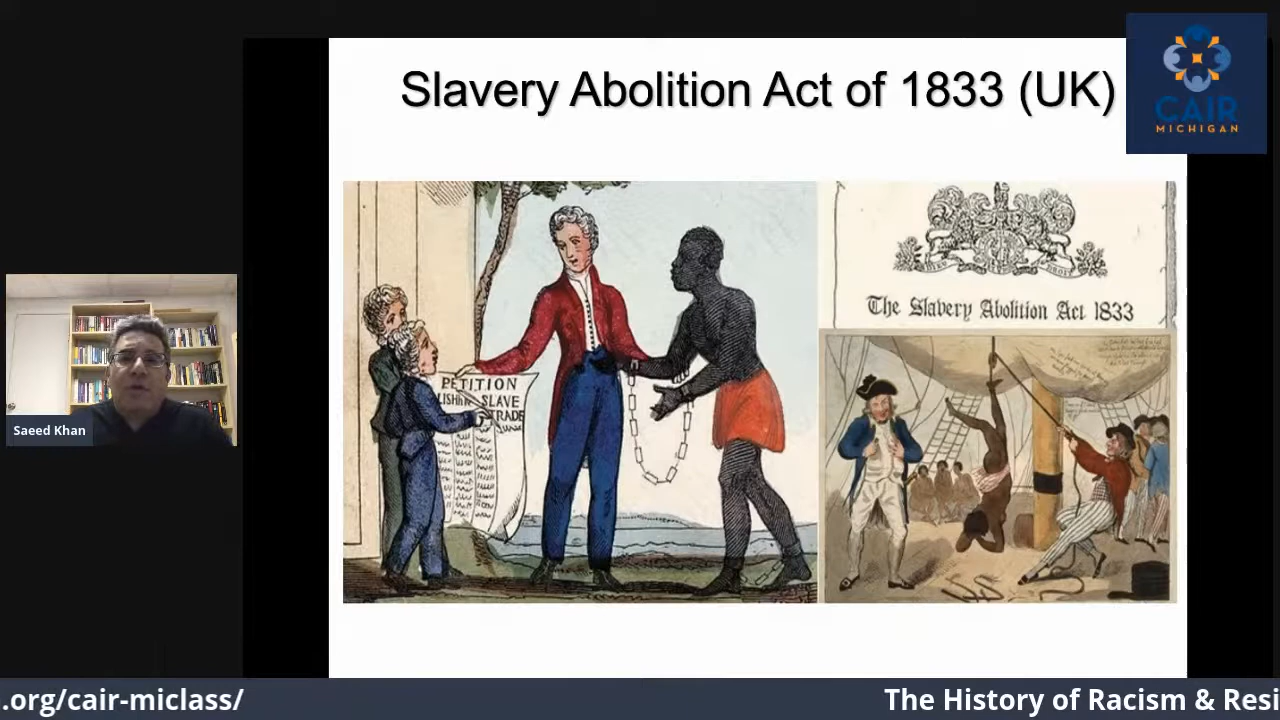 Slavery Abolition Act of 1833 (UK)
CAIR
MICHIGAN
PETITION
SLAVE
TRADE
The Slavery Abolition Act 1833
Saeed Khan
.org/cair-miclass/
The History of Racism & Resi